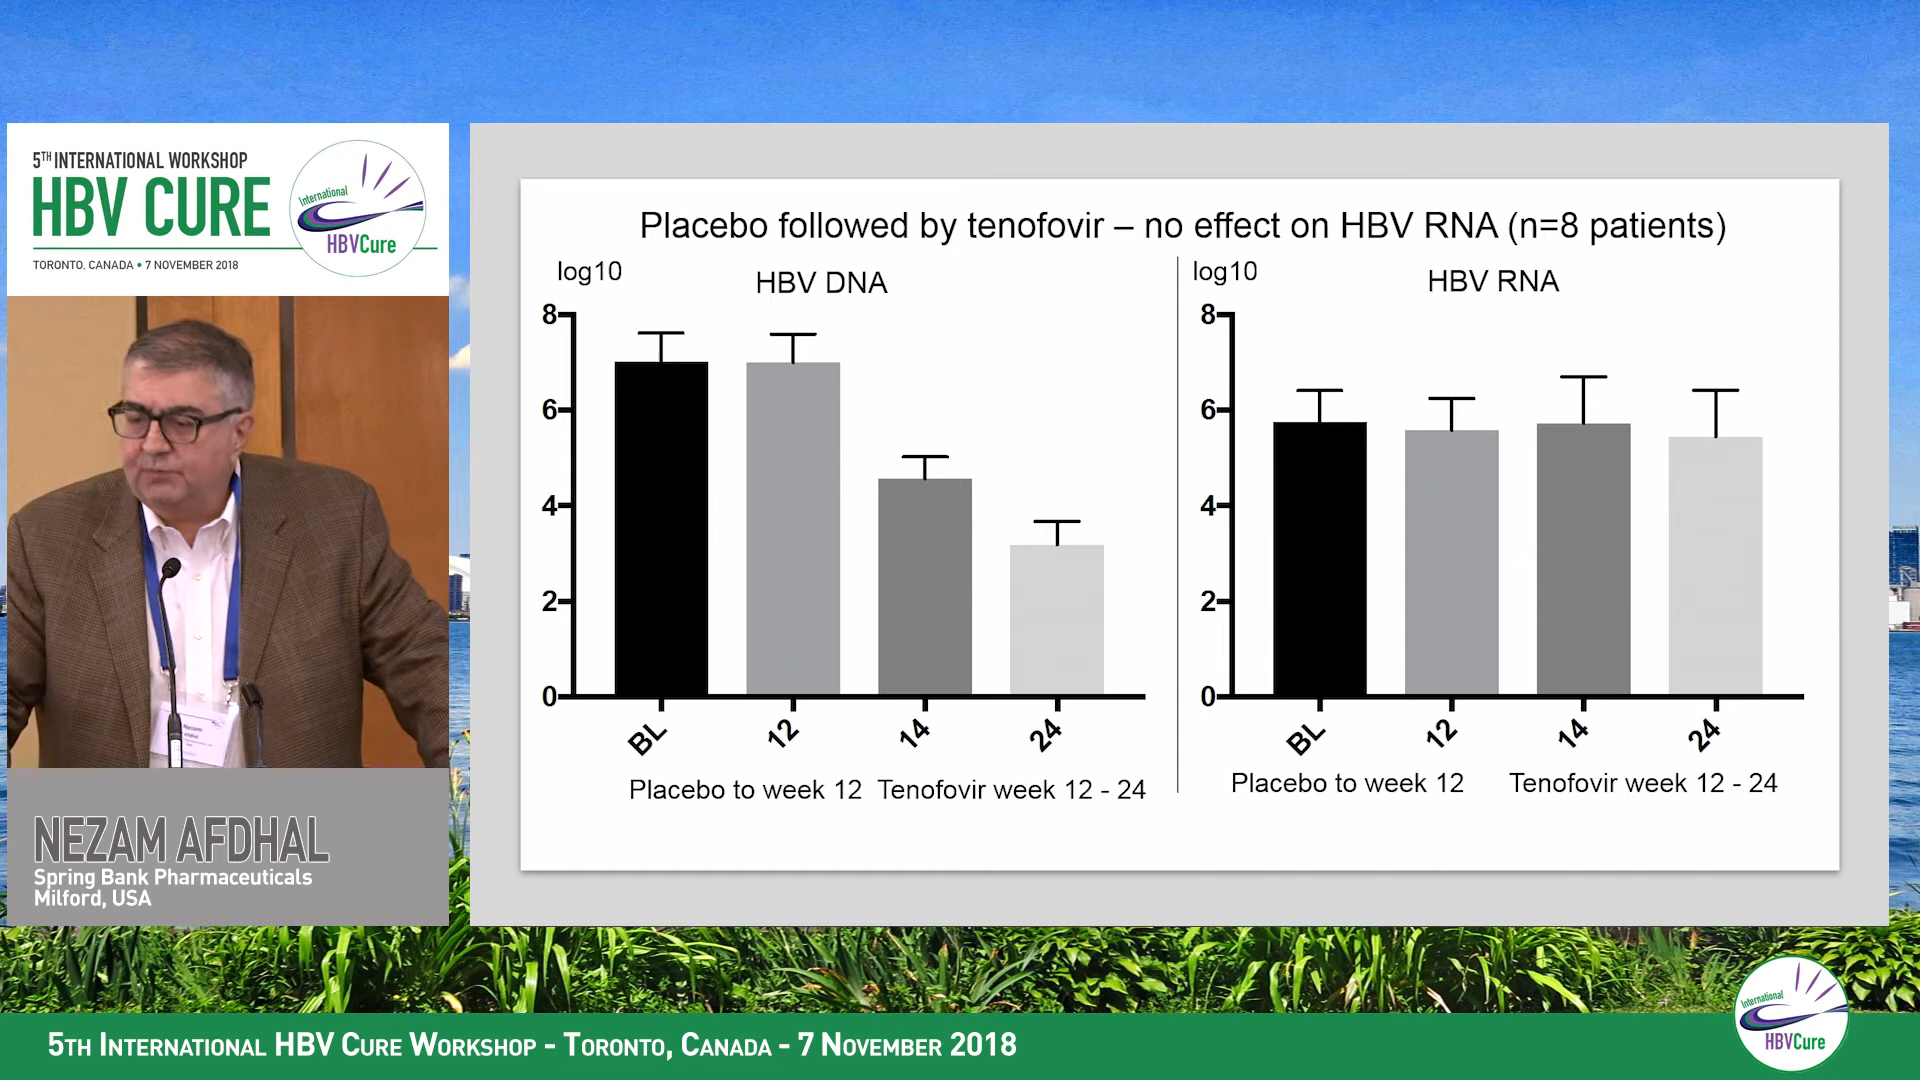 5TH INTERNATIONAL WORKSHOP
HBV CURE
TORONTO, CANADA • 7 NOVEMBER 2018
International
HBVCure
NEZAM AFDHAL
Spring Bank Pharmaceuticals
Milford, USA
Placebo followed by tenofovir – no effect on HBV RNA (n=8 patients)
log10
HBV DNA
8
6
4
2
0
BL
12
14
24
Placebo to week 12
Tenofovir week 12 - 24
log10
HBV RNA
8
6
4
2
0
BL
12
14
24
Placebo to week 12
Tenofovir week 12 - 24
5TH INTERNATIONAL HBV CURE WORKSHOP - TORONTO, CANADA - 7 NOVEMBER 2018
International
HBVCure